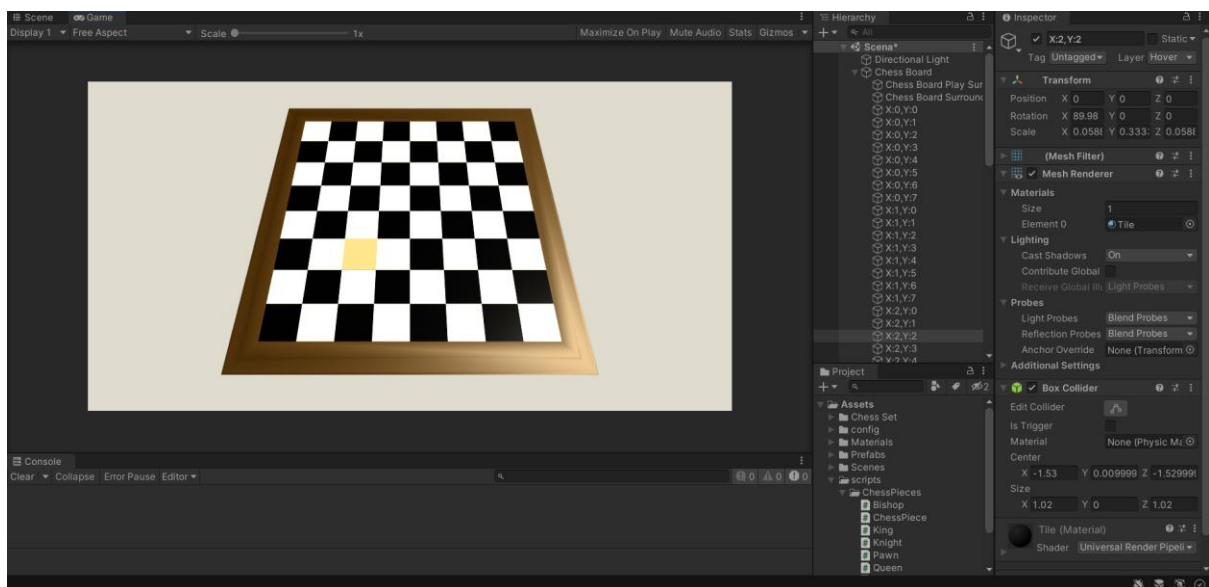 Scene Game
Display 1 Free Aspect Scale 1x Maximize On Play Mute Audio Stats Gizmos
Hierarchy
All
Scena*
Directional Light
Chess Board
Chess Board Play Sur
Chess Board Surround
X:0,Y:0
X:0,Y:1
X:0,Y:2
X:0,Y:3
X:0,Y:4
X:0,Y:5
X:0,Y:6
X:0,Y:7
X:1,Y:0
X:1,Y:1
X:1,Y:2
X:1,Y:3
X:1,Y:4
X:1,Y:5
X:1,Y:6
X:1,Y:7
X:2,Y:0
X:2,Y:1
X:2,Y:2
X:2,Y:3
X:2,Y:4
Project
2
Assets
Chess Set
config
Materials
Prefabs
Scenes
scripts
ChessPieces
Bishop
ChessPiece
King
Knight
Pawn
Queen
Console
Clear Collapse Error Pause Editor 0 0 0
Inspector
X:2,Y:2 Static
Tag Untagged Layer Hover
Transform
Position X 0 Y 0 Z 0
Rotation X 89.98 Y 0 Z 0
Scale X 0.058 Y 0.333 Z 0.058
(Mesh Filter)
Mesh Renderer
Materials
Size 1
Element 0 Tile
Lighting
Cast Shadows On
Contribute Global
Receive Global Illu Light Probes
Probes
Light Probes Blend Probes
Reflection Probes Blend Probes
Anchor Override None (Transform
Additional Settings
Box Collider
Edit Collider
Is Trigger
Material None (Physic Ma
Center
X -1.53 Y 0.009999 Z -1.52999
Size
X 1.02 Y 0 Z 1.02
Tile (Material)
Shader Universal Render Pipeli